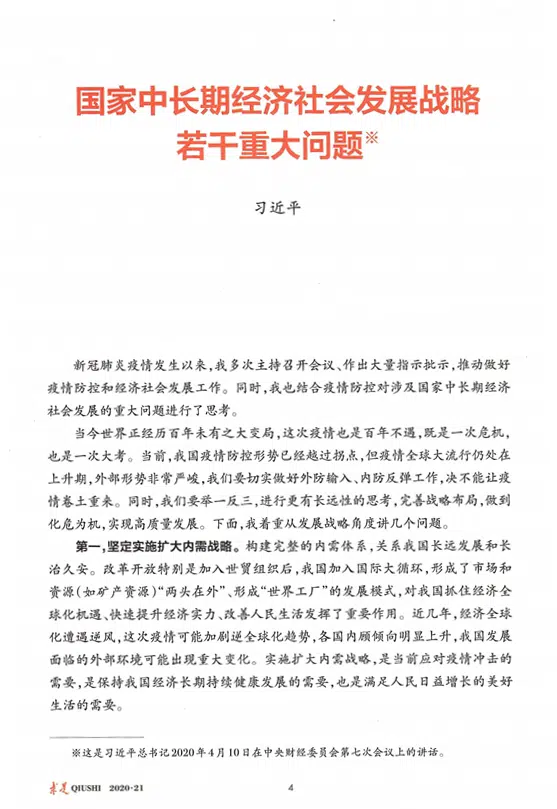 国家中长期经济社会发展战略
若干重大问题※
习近平
新冠肺炎疫情发生以来,我多次主持召开会议、作出大量指示批示,推动做好
疫情防控和经济社会发展工作。同时,我也结合疫情防控对涉及国家中长期经济
社会发展的重大问题进行了思考。
当今世界正经历百年未有之大变局,这次疫情也是百年不遇,既是一次危机,
也是一次大考。当前,我国疫情防控形势已经越过拐点,但疫情全球大流行仍处在
上升期,外部形势非常严峻,我们要切实做好外防输入、内防反弹工作,决不能让疫
情卷土重来。同时,我们要举一反三,进行更有长远性的思考,完善战略布局,做到
化危为机,实现高质量发展。下面,我着重从发展战略角度讲几个问题。
第一,坚定实施扩大内需战略。构建完整的内需体系,关系我国长远发展和长
治久安。改革开放特别是加入世贸组织后,我国加入国际大循环,形成了市场和
资源(如矿产资源)“两头在外”、形成“世界工厂”的发展模式,对我国抓住经济全
球化机遇、快速提升经济实力、改善人民生活发挥了重要作用。近几年,经济全球
化遭遇逆风,这次疫情可能加剧逆全球化趋势,各国内顾倾向明显上升,我国发展
面临的外部环境可能出现重大变化。实施扩大内需战略,是当前应对疫情冲击的
需要,是保持我国经济长期持续健康发展的需要,也是满足人民日益增长的美好
生活的需要。
※这是习近平总书记2020年4月10日在中央财经委员会第七次会议上的讲话。
求是 QIUSHI 2020·21
4